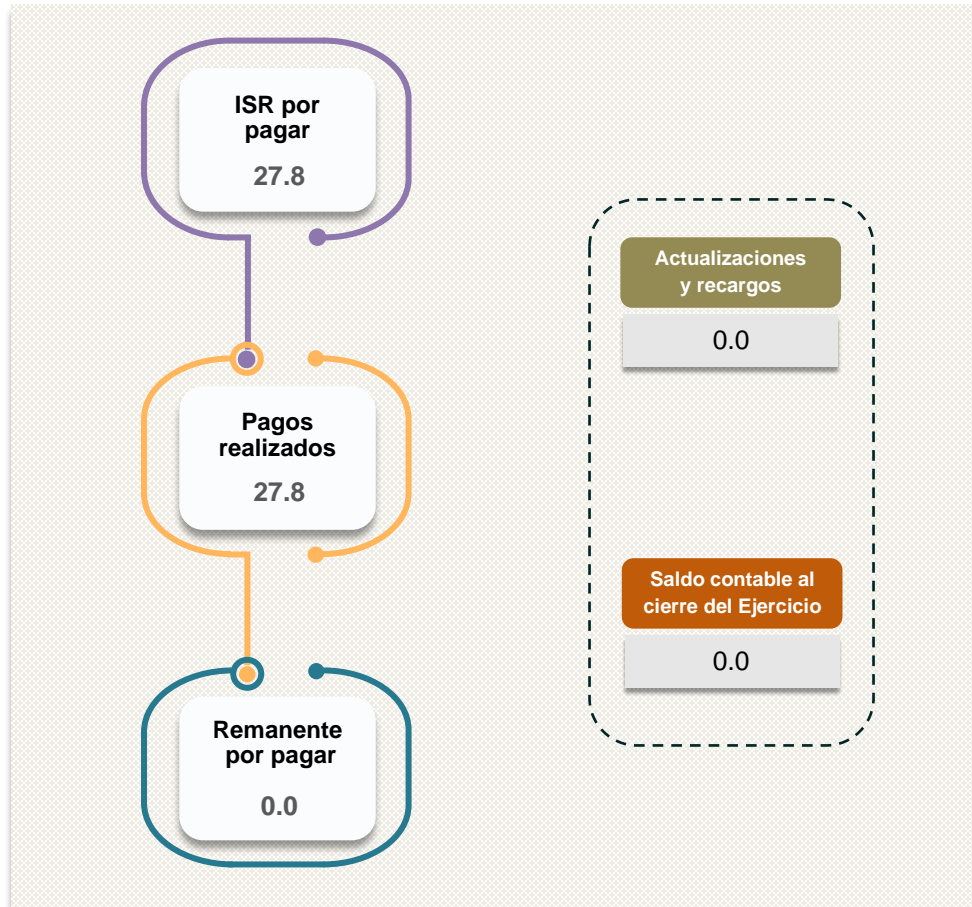 ISR por
pagar
27.8
Pagos
realizados
27.8
Remanente
por pagar
0.0
Actualizaciones
y recargos
0.0
Saldo contable al
cierre del Ejercicio
0.0